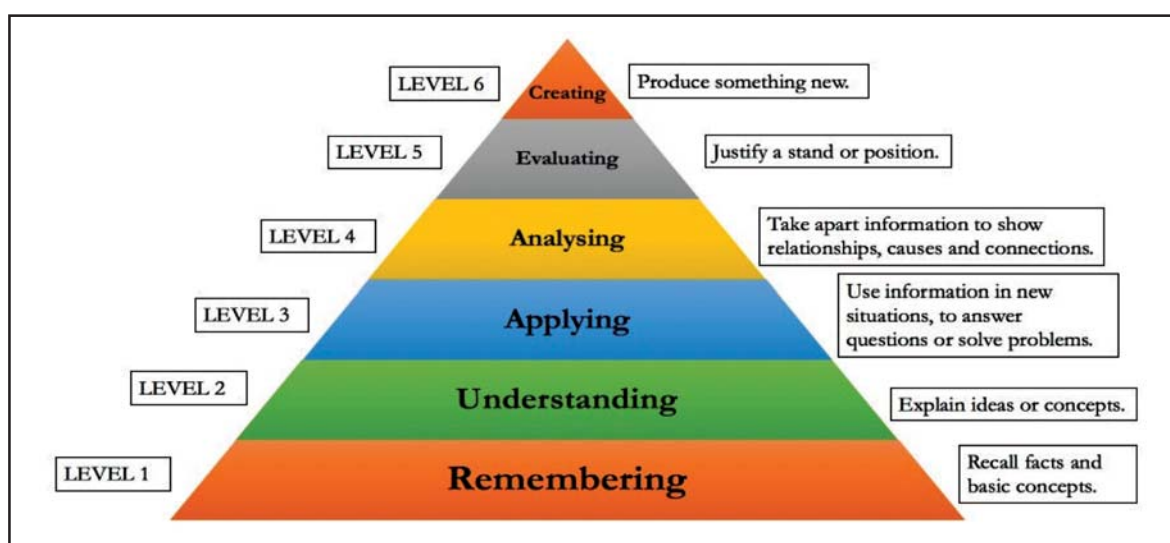 LEVEL 6
Creating
Produce something new.
LEVEL 5
Evaluating
Justify a stand or position.
LEVEL 4
Analysing
Take apart information to show
relationships, causes and connections.
LEVEL 3
Applying
Use information in new
situations, to answer
questions or solve problems.
LEVEL 2
Understanding
Explain ideas or concepts.
LEVEL 1
Remembering
Recall facts and
basic concepts.